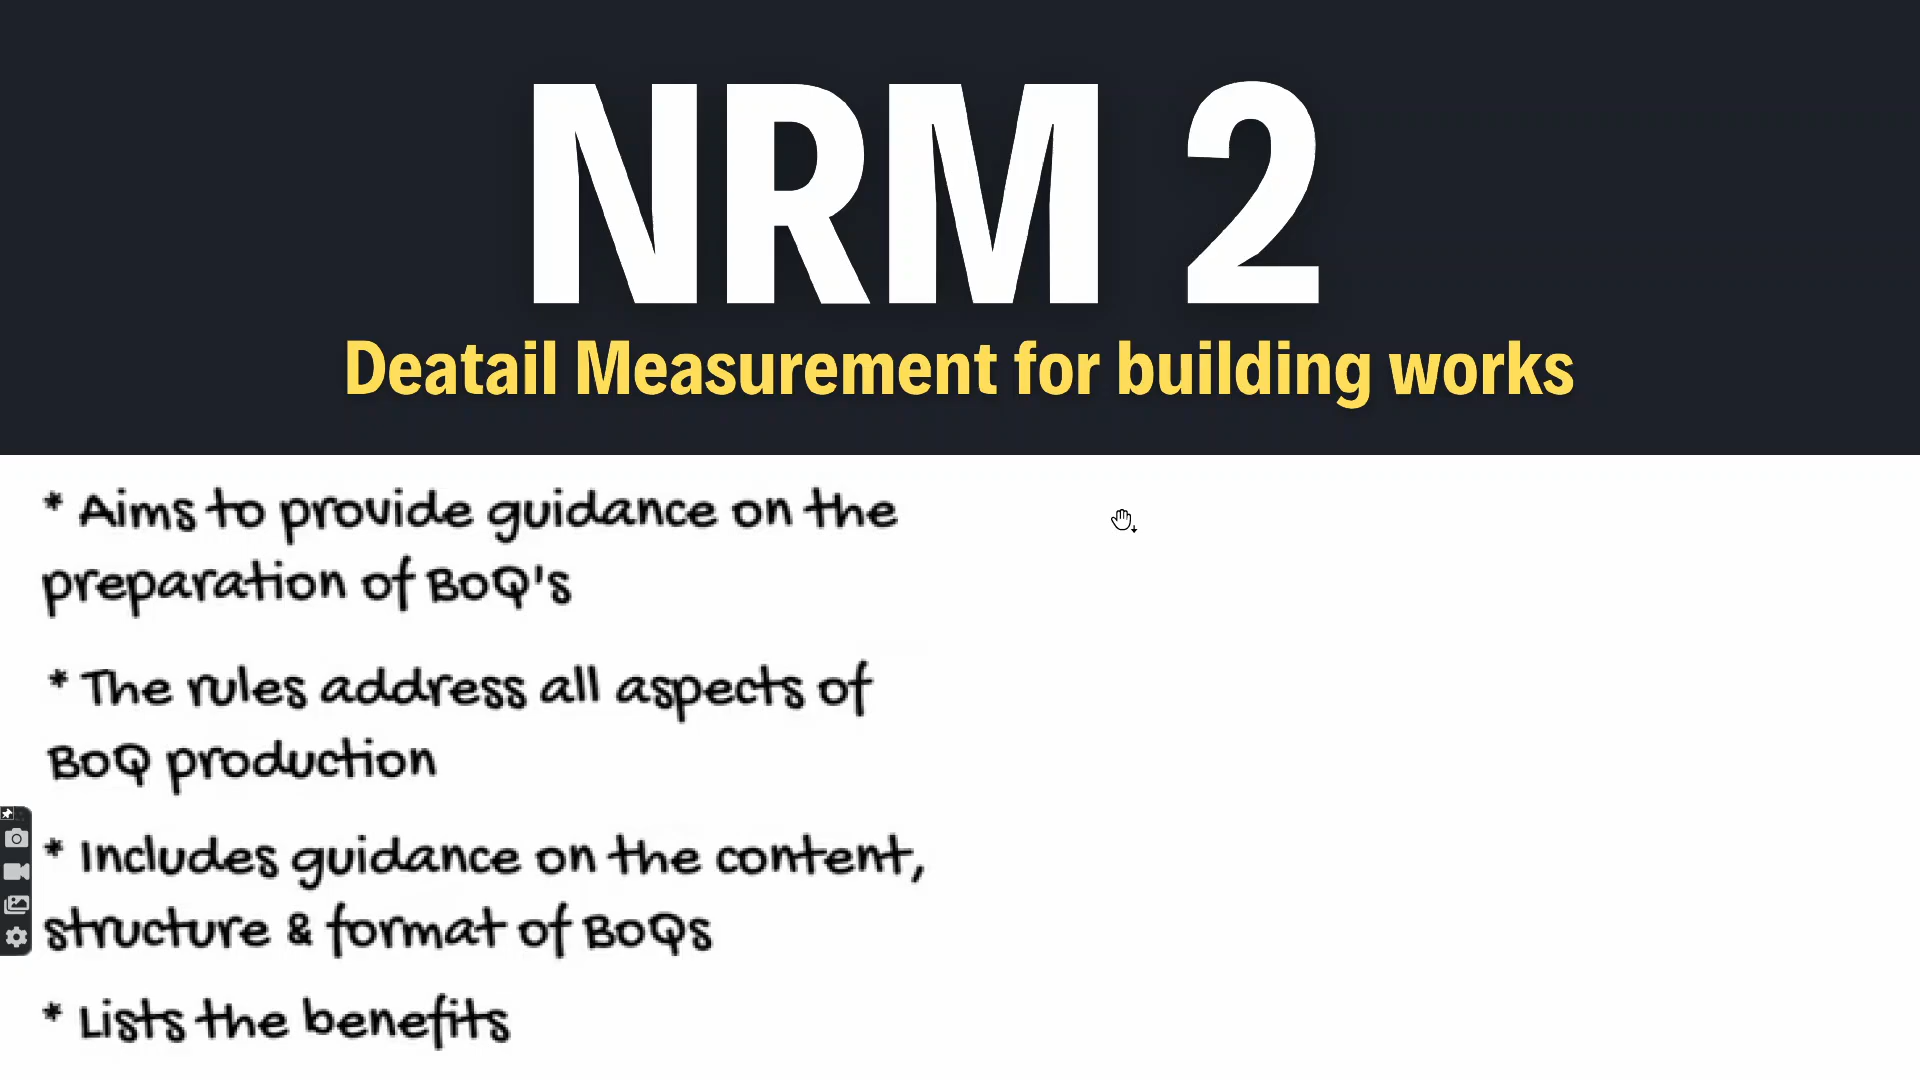 NRM 2
Deatail Measurement for building works
* Aims to provide guidance on the
preparation of BoQ's
* The rules address all aspects of
BoQ production
* Includes guidance on the content,
structure & format of BoQs
* Lists the benefits